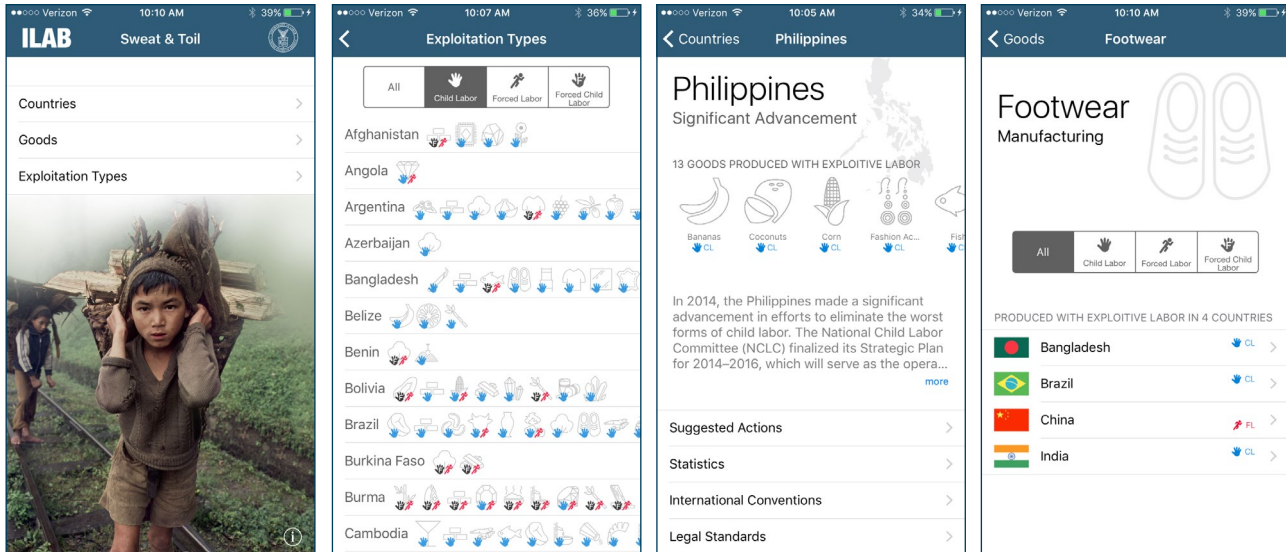 Verizon 10:10 AM 39%
ILAB Sweat & Toil
Countries
Goods
Exploitation Types
Verizon 10:07 AM 36%
Exploitation Types
All Child Labor Forced Labor Forced Child
Labor
Afghanistan
Angola
Argentina
Azerbaijan
Bangladesh
Belize
Benin
Bolivia
Brazil
Burkina Faso
Burma
Cambodia
Verizon 10:05 AM 34%
Countries Philippines
Philippines
Significant Advancement
13 GOODS PRODUCED WITH EXPLOITIVE LABOR
Bananas Coconuts Corn Fashion Ac... Fish
CL CL CL CL C
In 2014, the Philippines made a significant
advancement in efforts to eliminate the worst
forms of child labor. The National Child Labor
Committee (NCLC) finalized its Strategic Plan
for 2014–2016, which will serve as the opera...
more
Suggested Actions
Statistics
International Conventions
Legal Standards
Verizon 10:10 AM 39%
Goods Footwear
Footwear
Manufacturing
All Child Labor Forced Labor Forced Child
Labor
PRODUCED WITH EXPLOITIVE LABOR IN 4 COUNTRIES
Bangladesh CL
Brazil CL
China FL
India CL